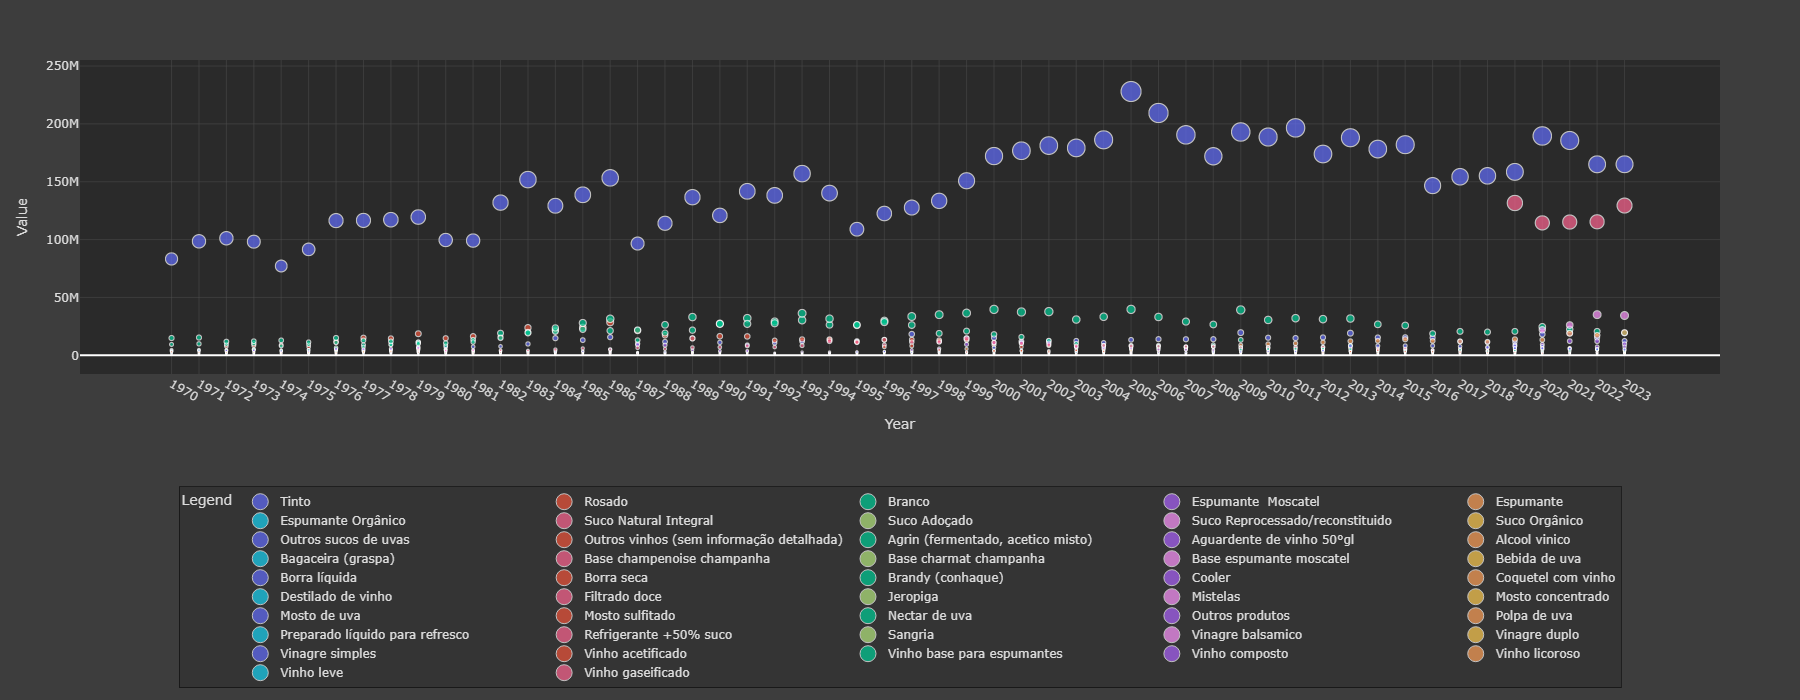 250M
200M
150M
100M
50M
0
Value
1970 1971 1972 1973 1974 1975 1976 1977 1978 1979 1980 1981 1982 1983 1984 1985 1986 1987 1988 1989 1990 1991 1992 1993 1994 1995 1996 1997 1998 1999 2000 2001 2002 2003 2004 2005 2006 2007 2008 2009 2010 2011 2012 2013 2014 2015 2016 2017 2018 2019 2020 2021 2022 2023
Year
Legend Tinto Rosado Branco Espumante  Moscatel Espumante
Espumante Orgânico Suco Natural Integral Suco Adoçado Suco Reprocessado/reconstituido Suco Orgânico
Outros sucos de uvas Outros vinhos (sem informação detalhada) Agrin (fermentado, acetico misto) Aguardente de vinho 50ºgl Alcool vinico
Bagaceira (graspa) Base champenoise champanha Base charmat champanha Base espumante moscatel Bebida de uva
Borra líquida Borra seca Brandy (conhaque) Cooler Coquetel com vinho
Destilado de vinho Filtrado doce Jeropiga Mistelas Mosto concentrado
Mosto de uva Mosto sulfitado Nectar de uva Outros produtos Polpa de uva
Preparado líquido para refresco Refrigerante +50% suco Sangria Vinagre balsamico Vinagre duplo
Vinagre simples Vinho acetificado Vinho base para espumantes Vinho composto Vinho licoroso
Vinho leve Vinho gaseificado